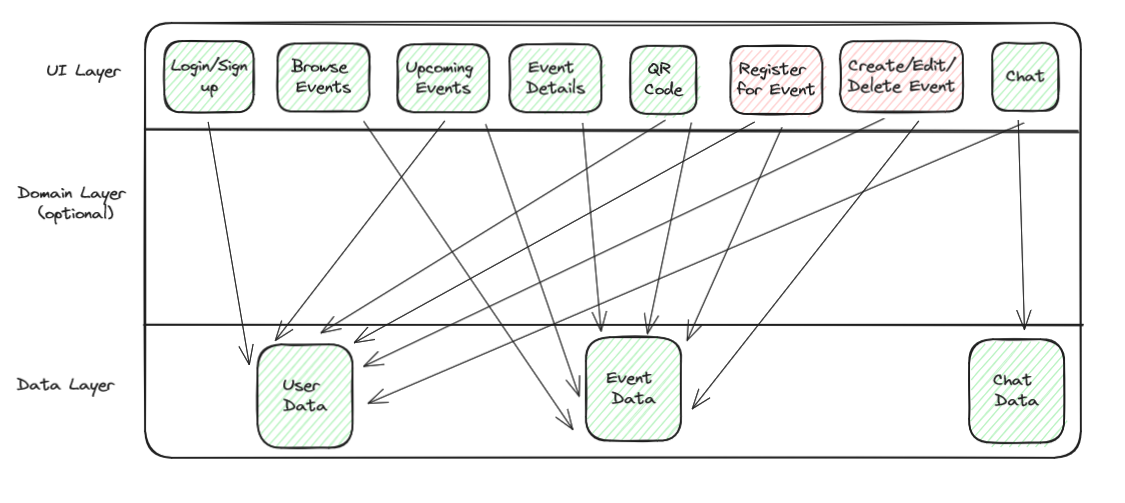 UI Layer
Login/Sign
up
Browse
Events
Upcoming
Events
Event
Details
QR
Code
Register
for Event
Create/Edit/
Delete Event
Chat
Domain Layer
(optional)
Data Layer
User
Data
Event
Data
Chat
Data